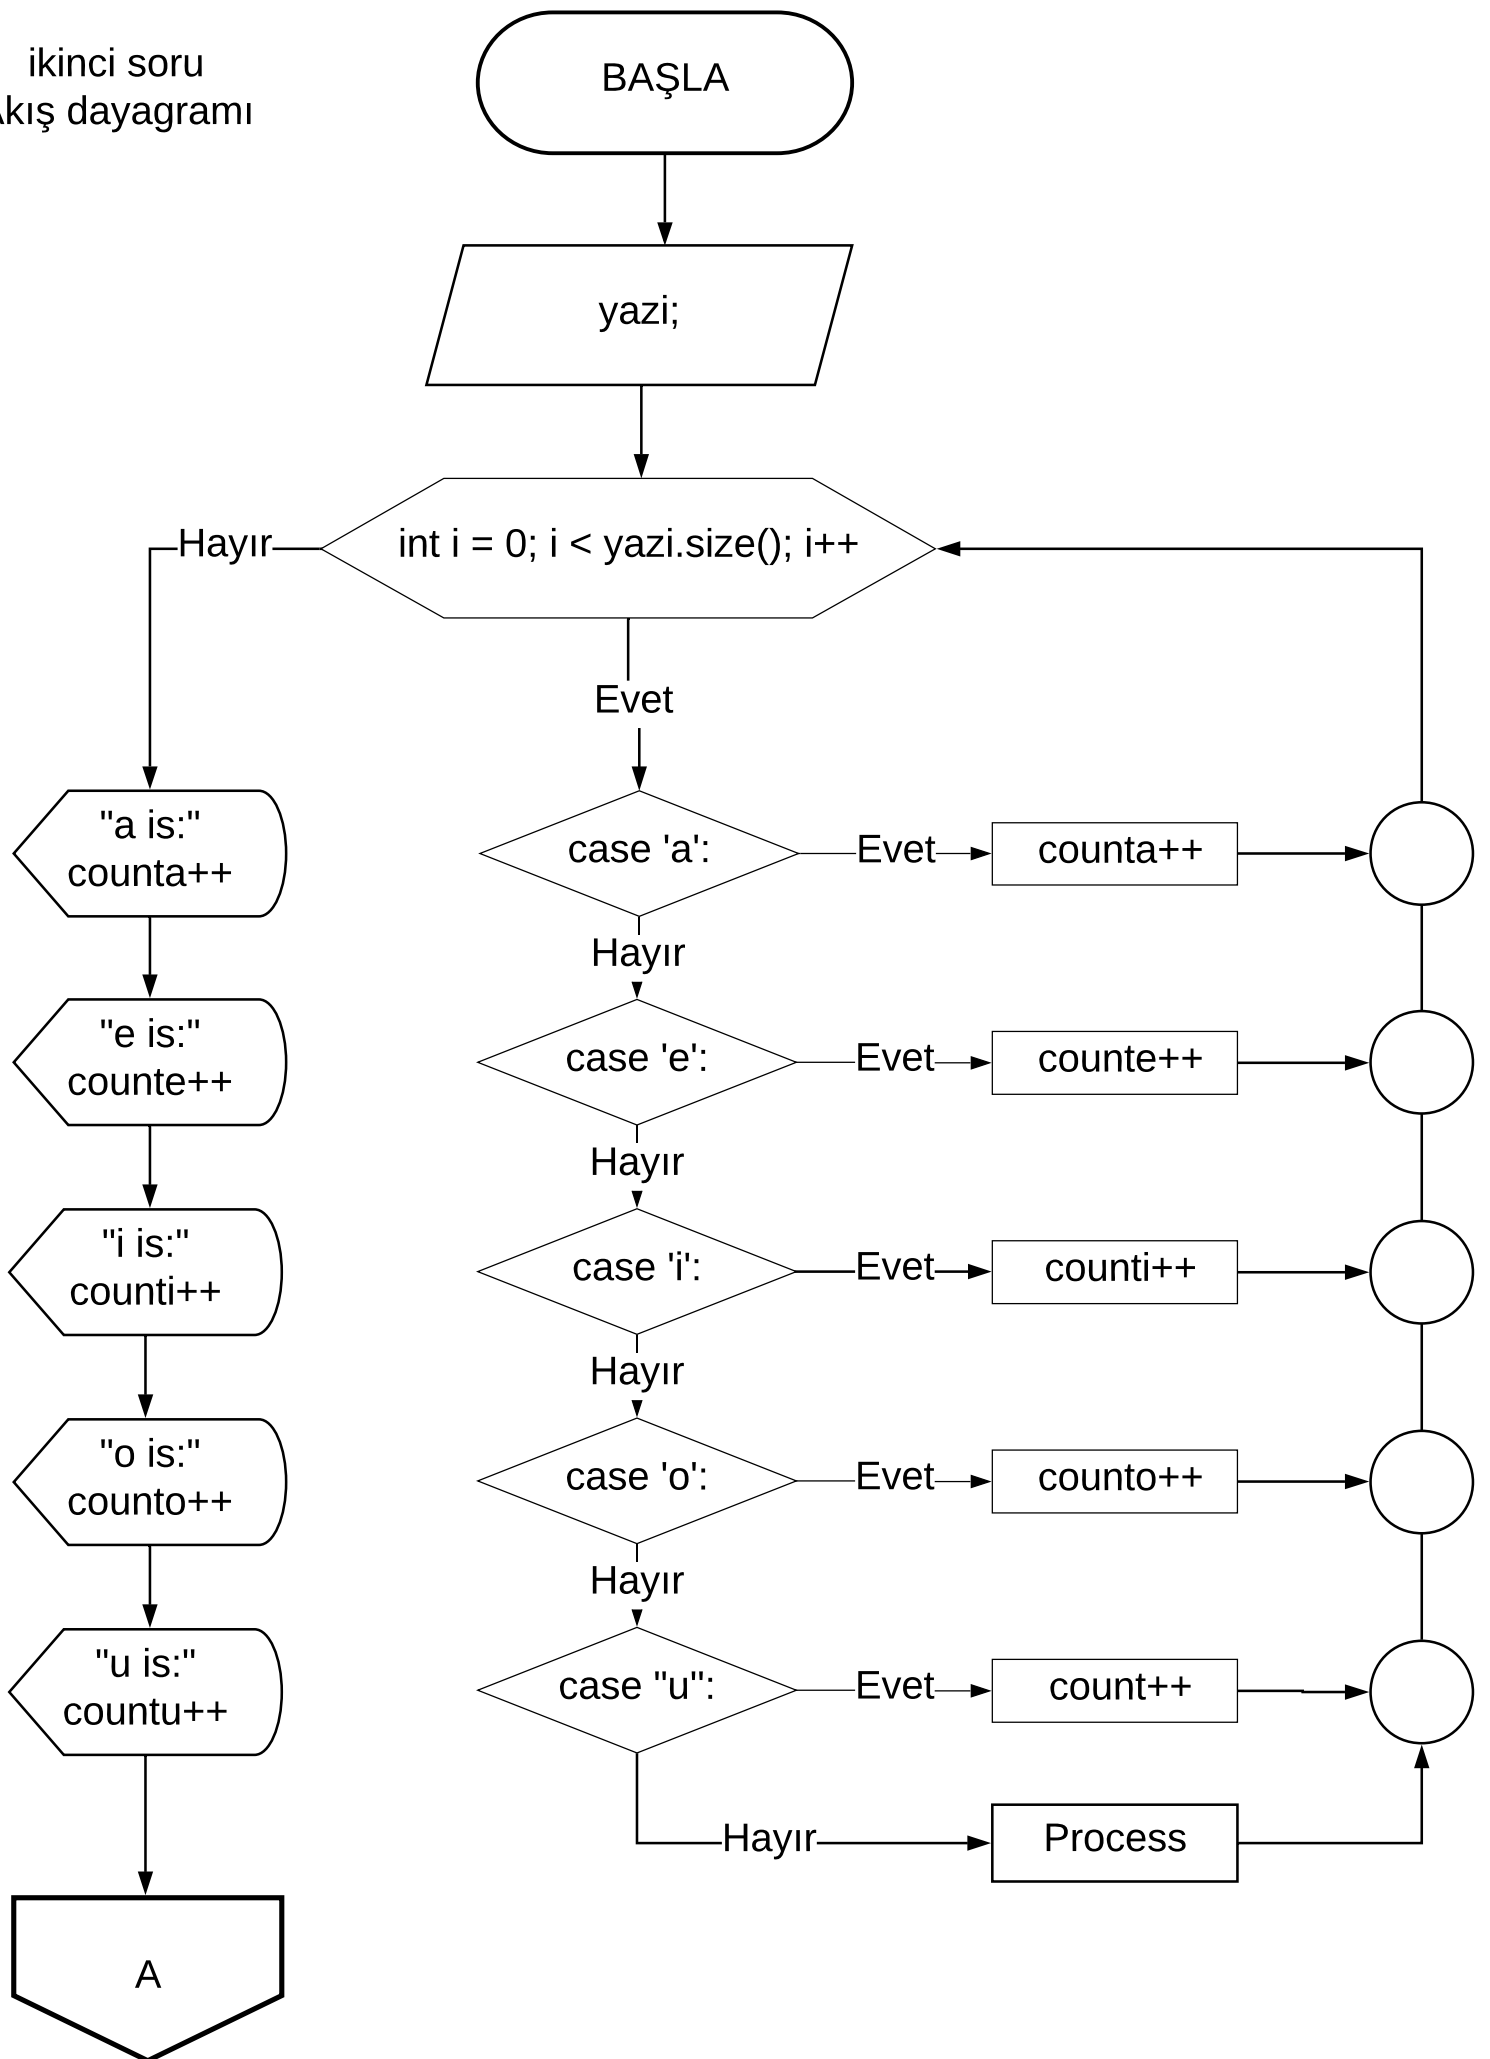 ikinci soru
kış dayagramı
BAŞLA
yazi;
int i = 0; i < yazi.size(); i++
Hayır
Evet
"a is:"
counta++
case 'a':
Evet
counta++
Hayır
"e is:"
counte++
case 'e':
Evet
counte++
Hayır
"i is:"
counti++
case 'i':
Evet
counti++
Hayır
"o is:"
counto++
case 'o':
Evet
counto++
Hayır
"u is:"
countu++
case "u":
Evet
count++
Hayır
Process
A